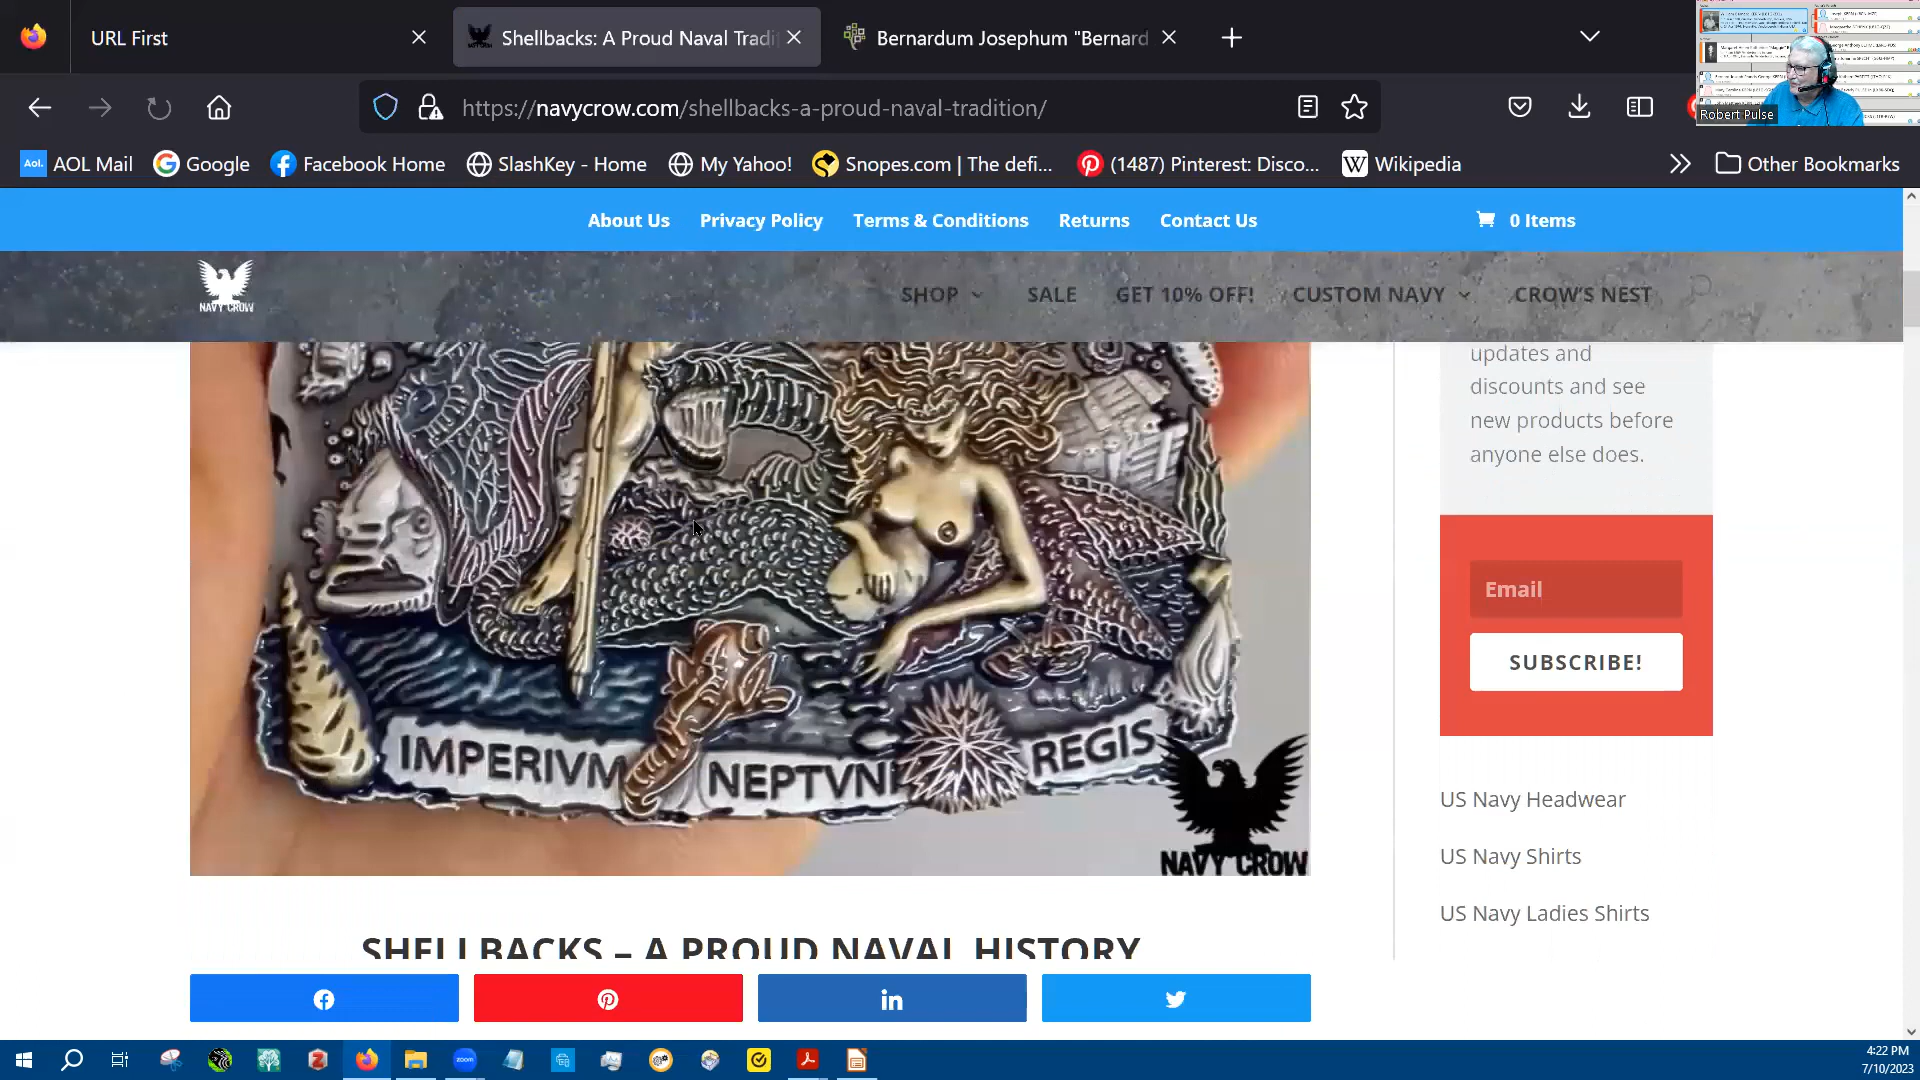 URL First
Shellbacks: A Proud Naval Tradi
Bernardum Josephum "Bernard
https://navycrow.com/shellbacks-a-proud-naval-tradition/
Robert Pulse
Aol. AOL Mail
Google
Facebook Home
SlashKey - Home
My Yahoo!
Snopes.com | The defi...
(1487) Pinterest: Disco...
W Wikipedia
Other Bookmarks
About Us
Privacy Policy
Terms & Conditions
Returns
Contact Us
0 Items
NAVY CROW
SHOP
SALE
GET 10% OFF!
CUSTOM NAVY
CROW'S NEST
updates and
discounts and see
new products before
anyone else does.
Email
SUBSCRIBE!
IMPERIVM NEPTVNI REGIS
NAVY CROW
US Navy Headwear
US Navy Shirts
US Navy Ladies Shirts
SHELLBACKS – A PROUD NAVAL HISTORY
zoom
4:22 PM
7/10/2023